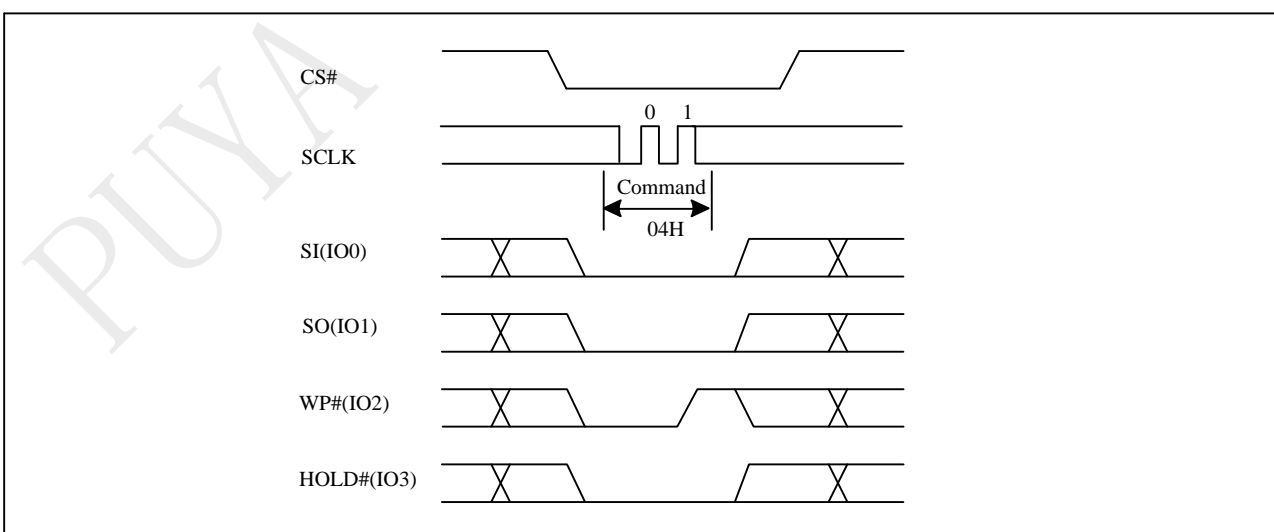 PUYA
CS#
0 1
SCLK
Command
04H
SI(IO0)
SO(IO1)
WP#(IO2)
HOLD#(IO3)